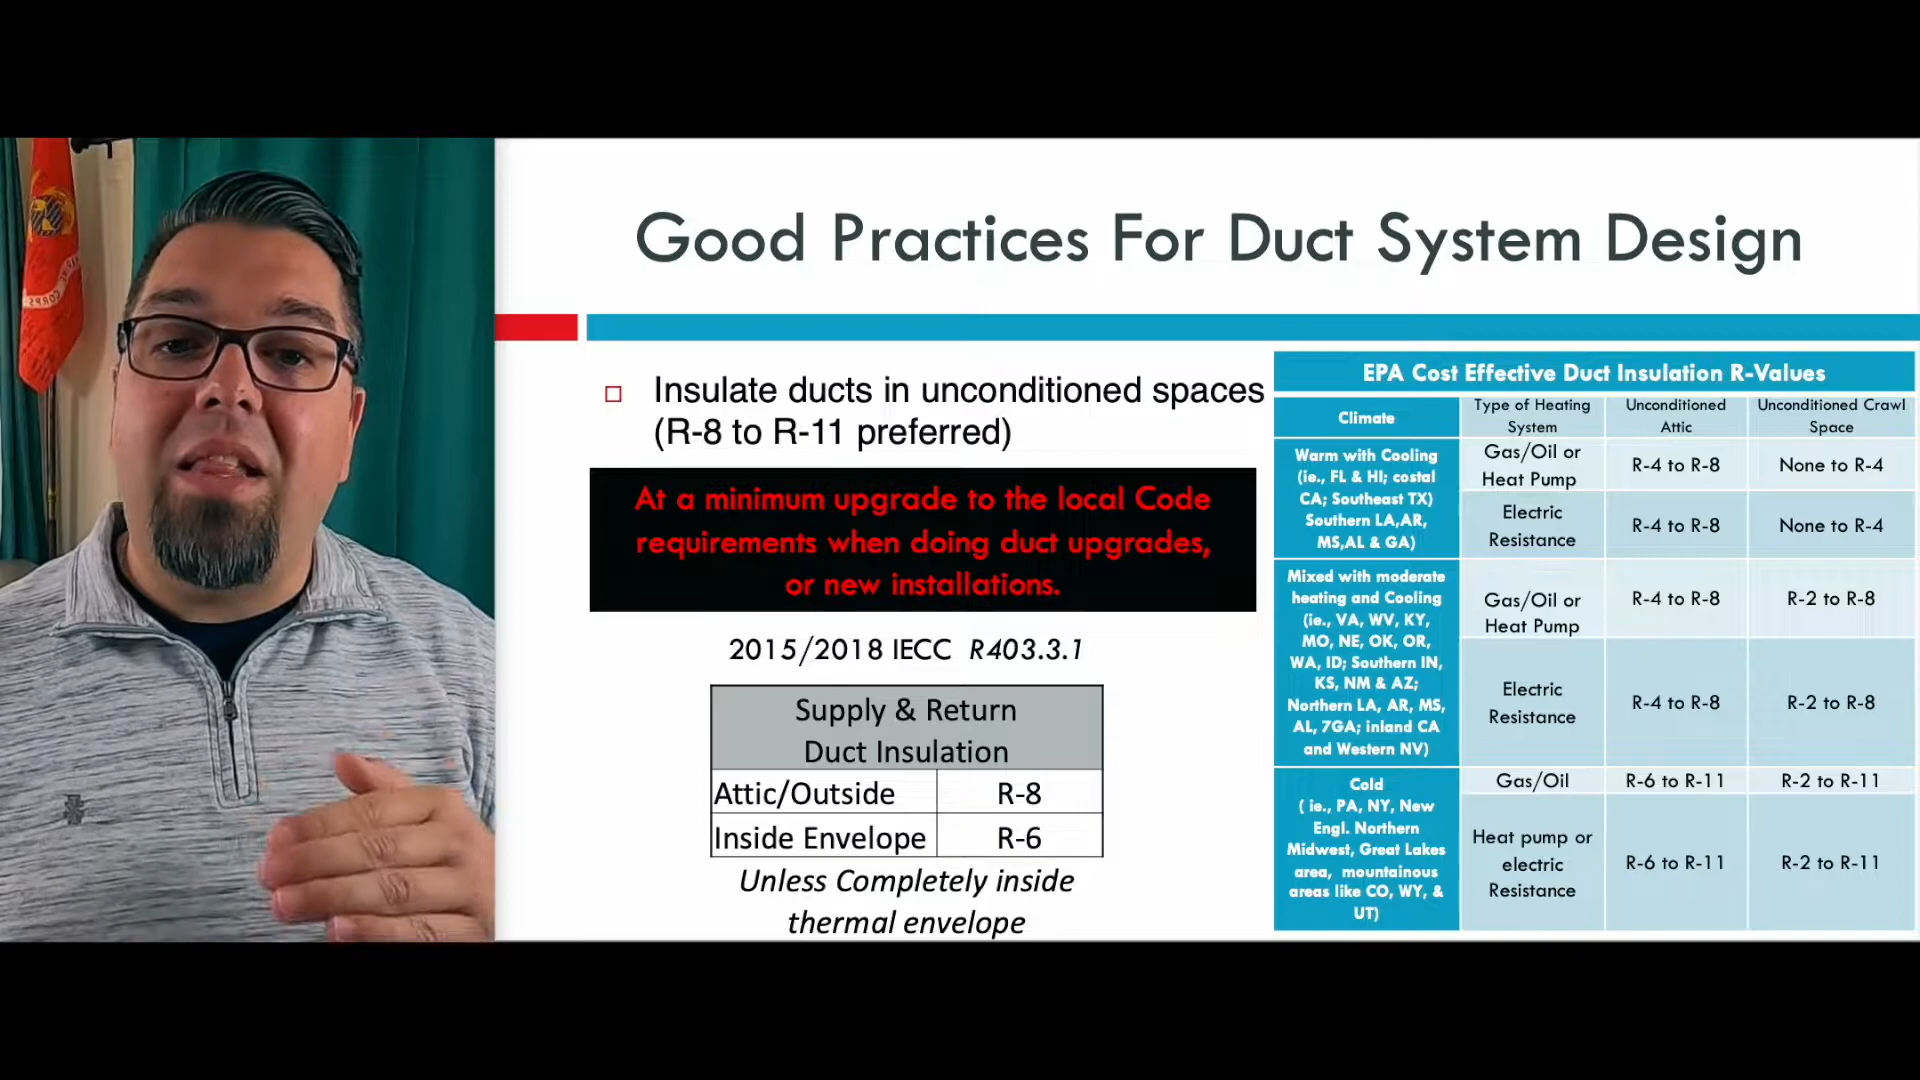 Good Practices For Duct System Design
Insulate ducts in unconditioned spaces
(R-8 to R-11 preferred)
At a minimum upgrade to the local Code
requirements when doing duct upgrades,
or new installations.
2015/2018 IECC R403.3.1
Supply & Return
Duct Insulation
Attic/Outside R-8
Inside Envelope R-6
Unless Completely inside
thermal envelope
EPA Cost Effective Duct Insulation R-Values
Climate
Type of Heating
System
Unconditioned
Attic
Unconditioned Crawl
Space
Warm with Cooling
(ie., FL & HI; costal
CA; Southeast TX)
Southern LA,AR,
MS,AL & GA)
Gas/Oil or
Heat Pump
R-4 to R-8
None to R-4
Electric
Resistance
R-4 to R-8
None to R-4
Mixed with moderate
heating and Cooling
(ie., VA, WV, KY,
MO, NE, OK, OR,
WA, ID; Southern IN,
KS, NM & AZ;
Northern LA, AR, MS,
AL, 7GA; inland CA
and Western NV)
Gas/Oil or
Heat Pump
R-4 to R-8
R-2 to R-8
Electric
Resistance
R-4 to R-8
R-2 to R-8
Cold
( ie., PA, NY, New
Engl. Northern
Midwest, Great Lakes
area, mountainous
areas like CO, WY, &
UT)
Gas/Oil
R-6 to R-11
R-2 to R-11
Heat pump or
electric
Resistance
R-6 to R-11
R-2 to R-11
CORPS